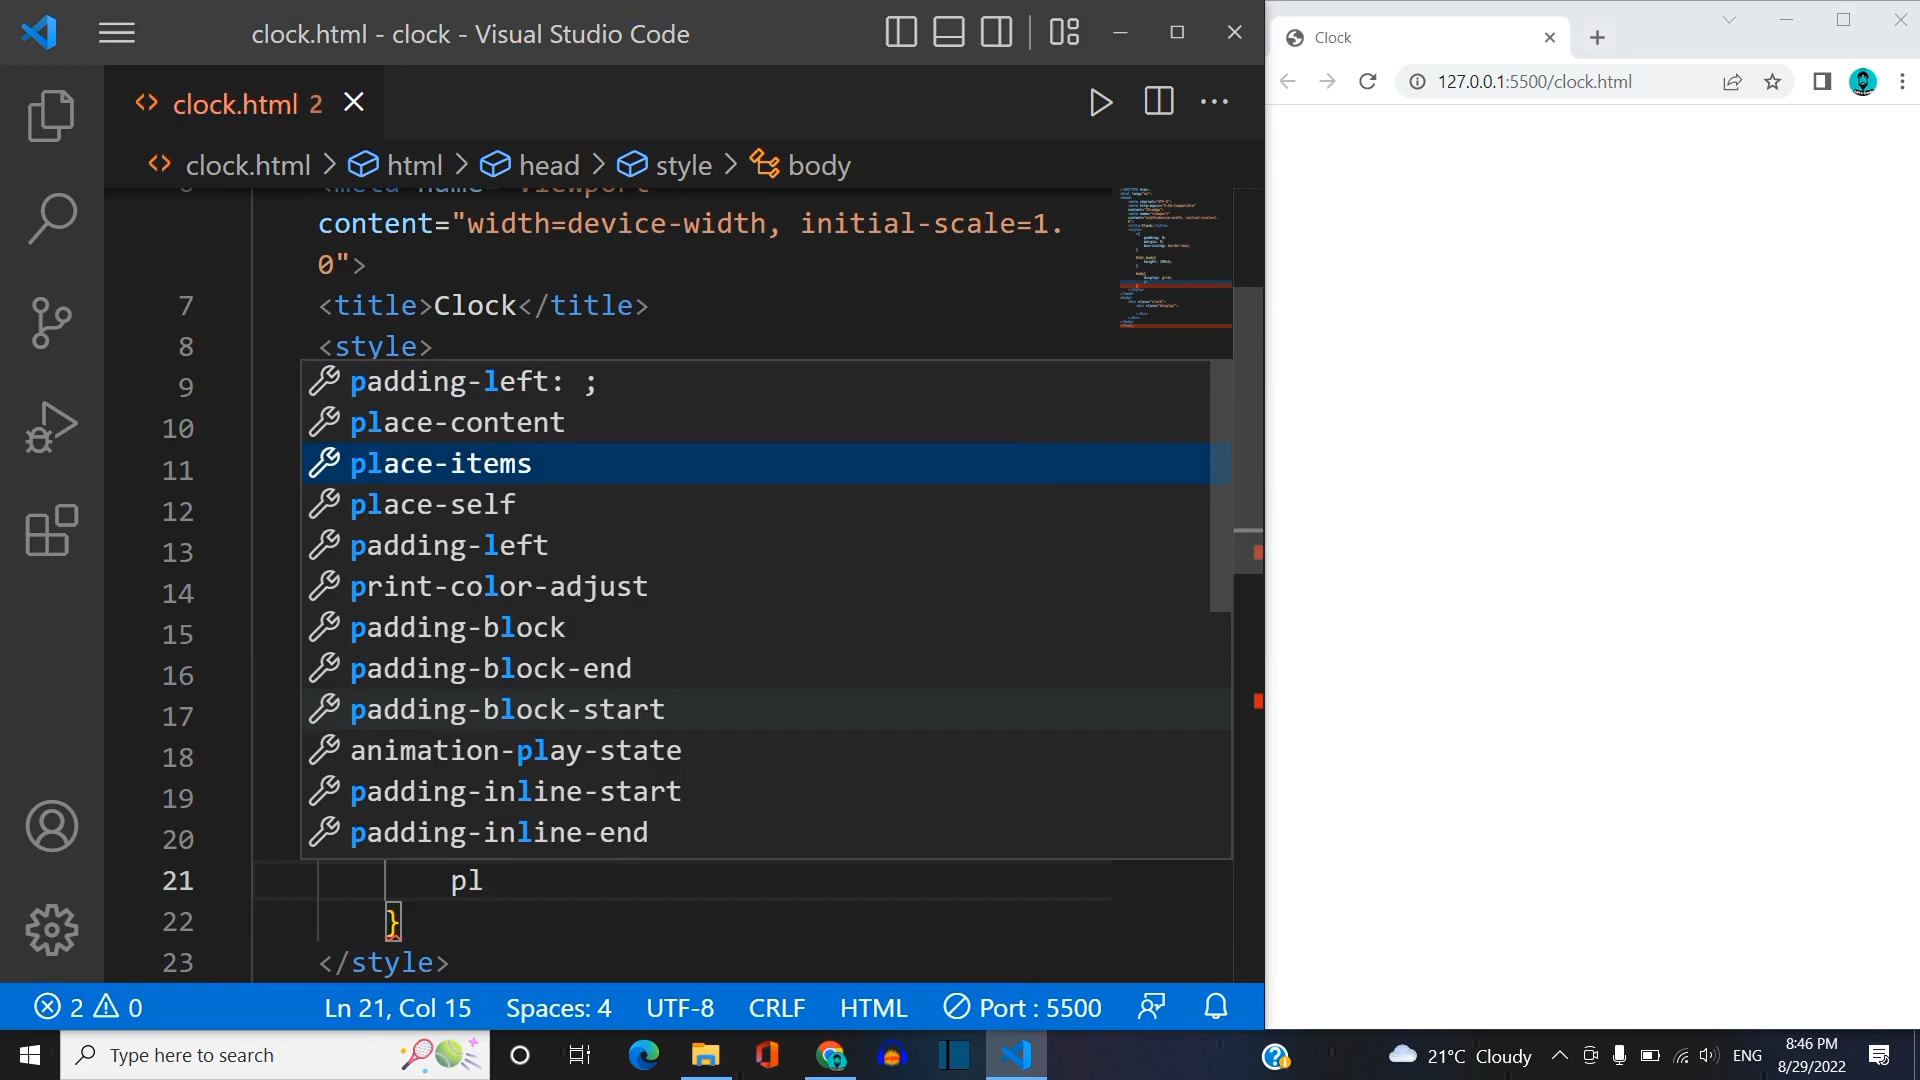 clock.html - clock - Visual Studio Code
clock.html 2
clock.html > html > head > style > body
content="width=device-width, initial-scale=1.
0">
7 <title>Clock</title>
8 <style>
9
10
11
12
13
14
15
16
17
18
19
20
padding-left: ;
place-content
place-items
place-self
padding-left
print-color-adjust
padding-block
padding-block-end
padding-block-start
animation-play-state
padding-inline-start
padding-inline-end
21 pl
22 }
23 </style>
2 0 Ln 21, Col 15 Spaces: 4 UTF-8 CRLF HTML Port : 5500
Clock
127.0.0.1:5500/clock.html
Type here to search
21°C Cloudy
ENG
8:46 PM
8/29/2022